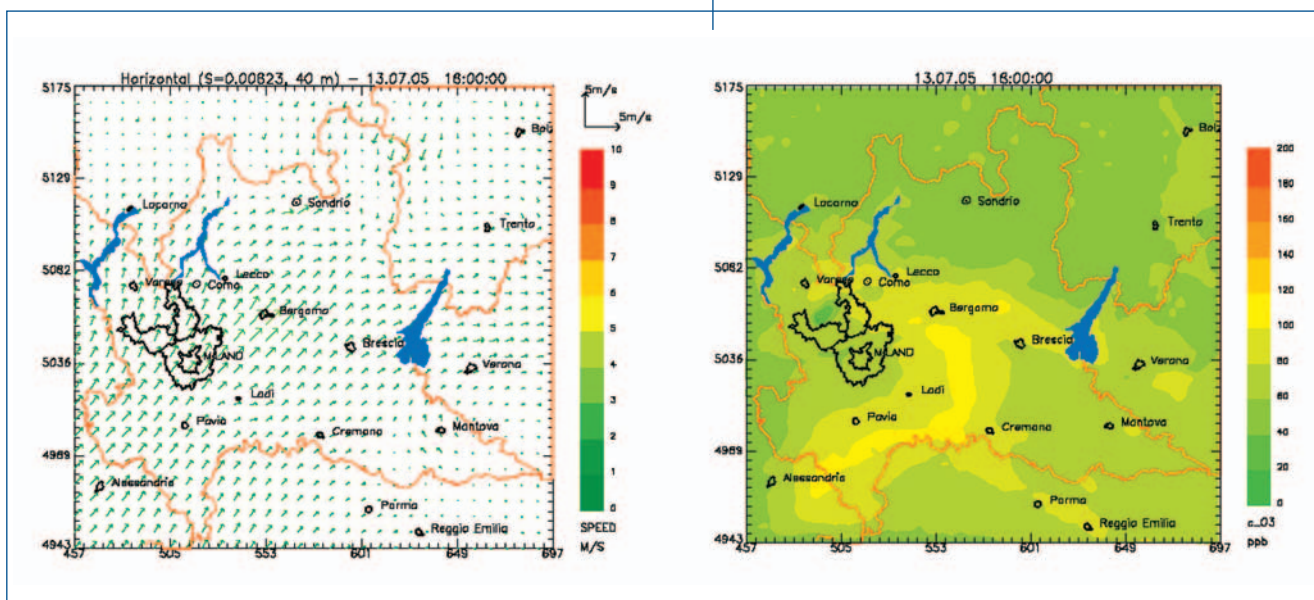 Horizontal (S=0.00823, 40 m) – 13.07.05 16:00:00
5175
5129
5082
5036
4989
4943
457
505
553
601
649
697
Locarno
Sondrio
Trento
Varese
Como
Lecco
Bergamo
MILANO
Brescia
Verona
Lodi
Pavia
Cremona
Mantova
Alessandria
Parma
Reggio Emilia
5m/s
5m/s
10
9
8
7
6
5
4
3
2
1
0
SPEED
M/S
13.07.05 16:00:00
5175
5129
5082
5036
4989
4943
457
505
553
601
649
697
Locarno
Sondrio
Trento
Varese
Como
Lecco
Bergamo
MILANO
Brescia
Verona
Lodi
Pavia
Cremona
Mantova
Alessandria
Parma
Reggio Emilia
200
180
160
140
120
100
80
60
40
20
0
c_O3
ppb